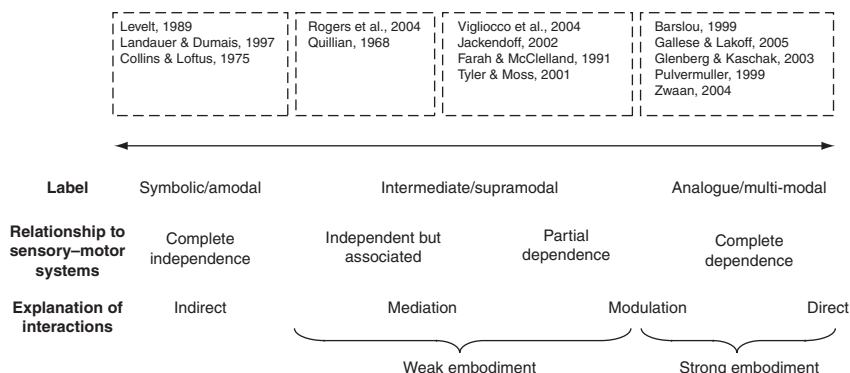 Levelt, 1989
Landauer & Dumais, 1997
Collins & Loftus, 1975
Rogers et al., 2004
Quillian, 1968
Vigliocco et al., 2004
Jackendoff, 2002
Farah & McClelland, 1991
Tyler & Moss, 2001
Barslou, 1999
Gallese & Lakoff, 2005
Glenberg & Kaschak, 2003
Pulvermuller, 1999
Zwaan, 2004
Label
Symbolic/amodal
Intermediate/supramodal
Analogue/multi-modal
Relationship to
sensory–motor
systems
Complete
independence
Independent but
associated
Partial
dependence
Complete
dependence
Explanation of
interactions
Indirect
Mediation
Modulation
Direct
Weak embodiment
Strong embodiment